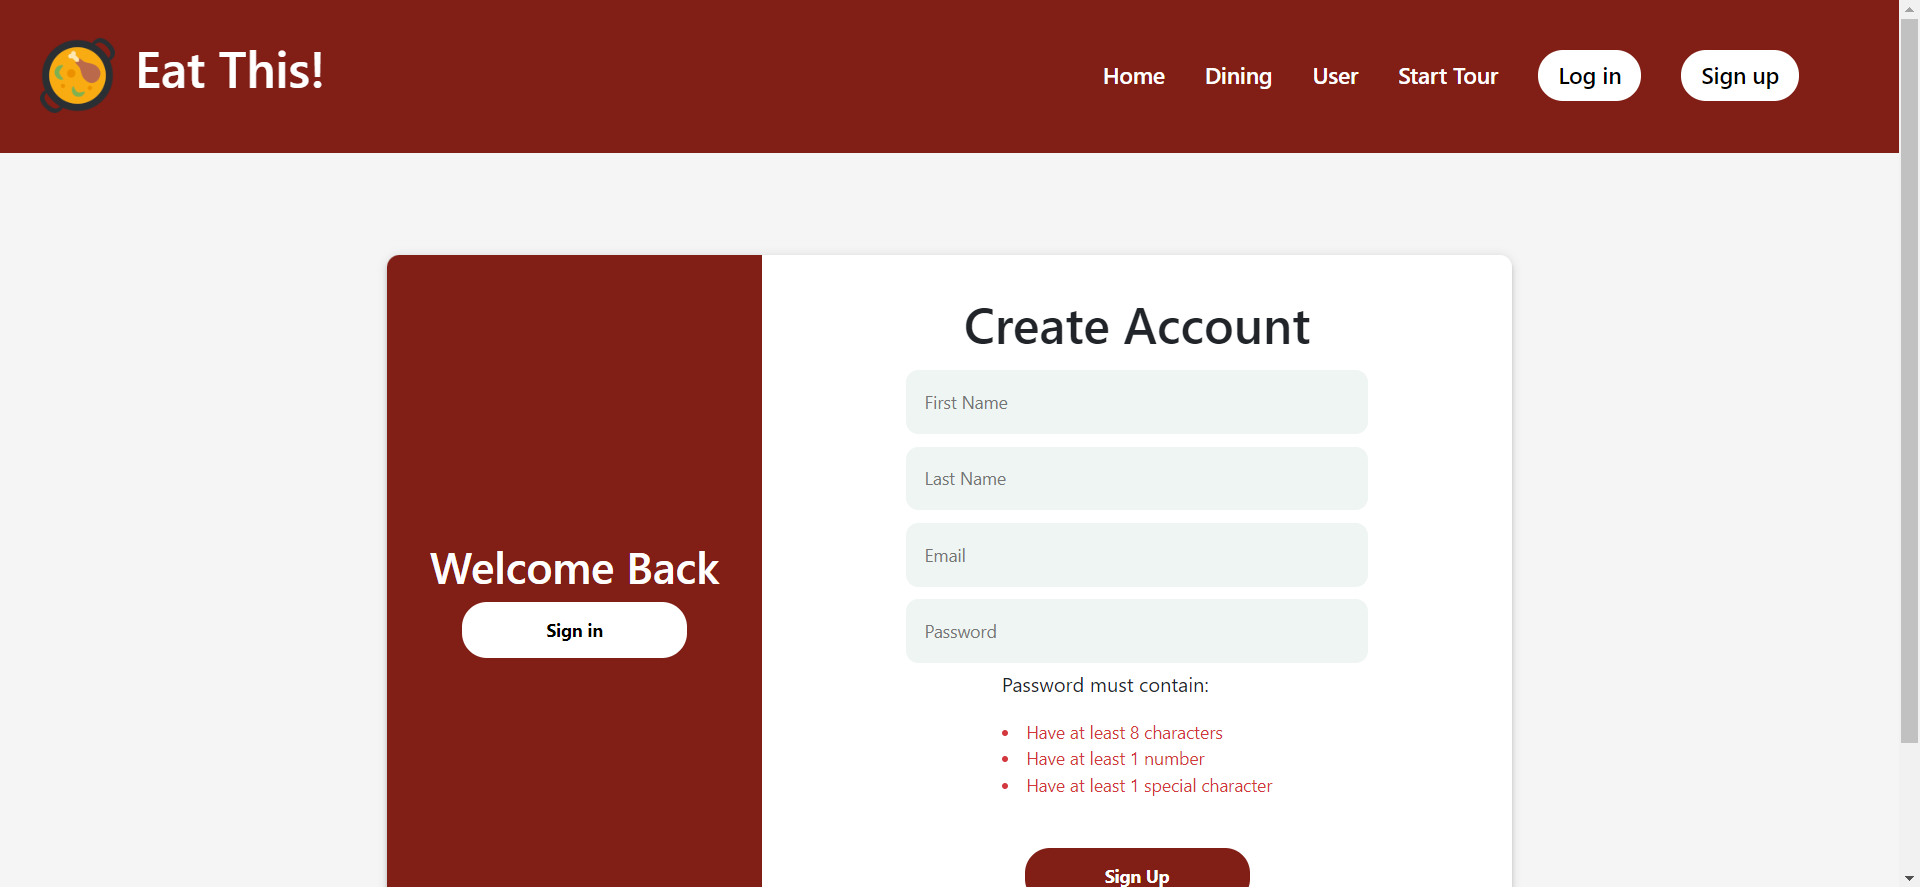 Eat This!
Home Dining User Start Tour Log in Sign up
Welcome Back
Sign in
Create Account
First Name
Last Name
Email
Password
Password must contain:
Have at least 8 characters
Have at least 1 number
Have at least 1 special character
Sign Up